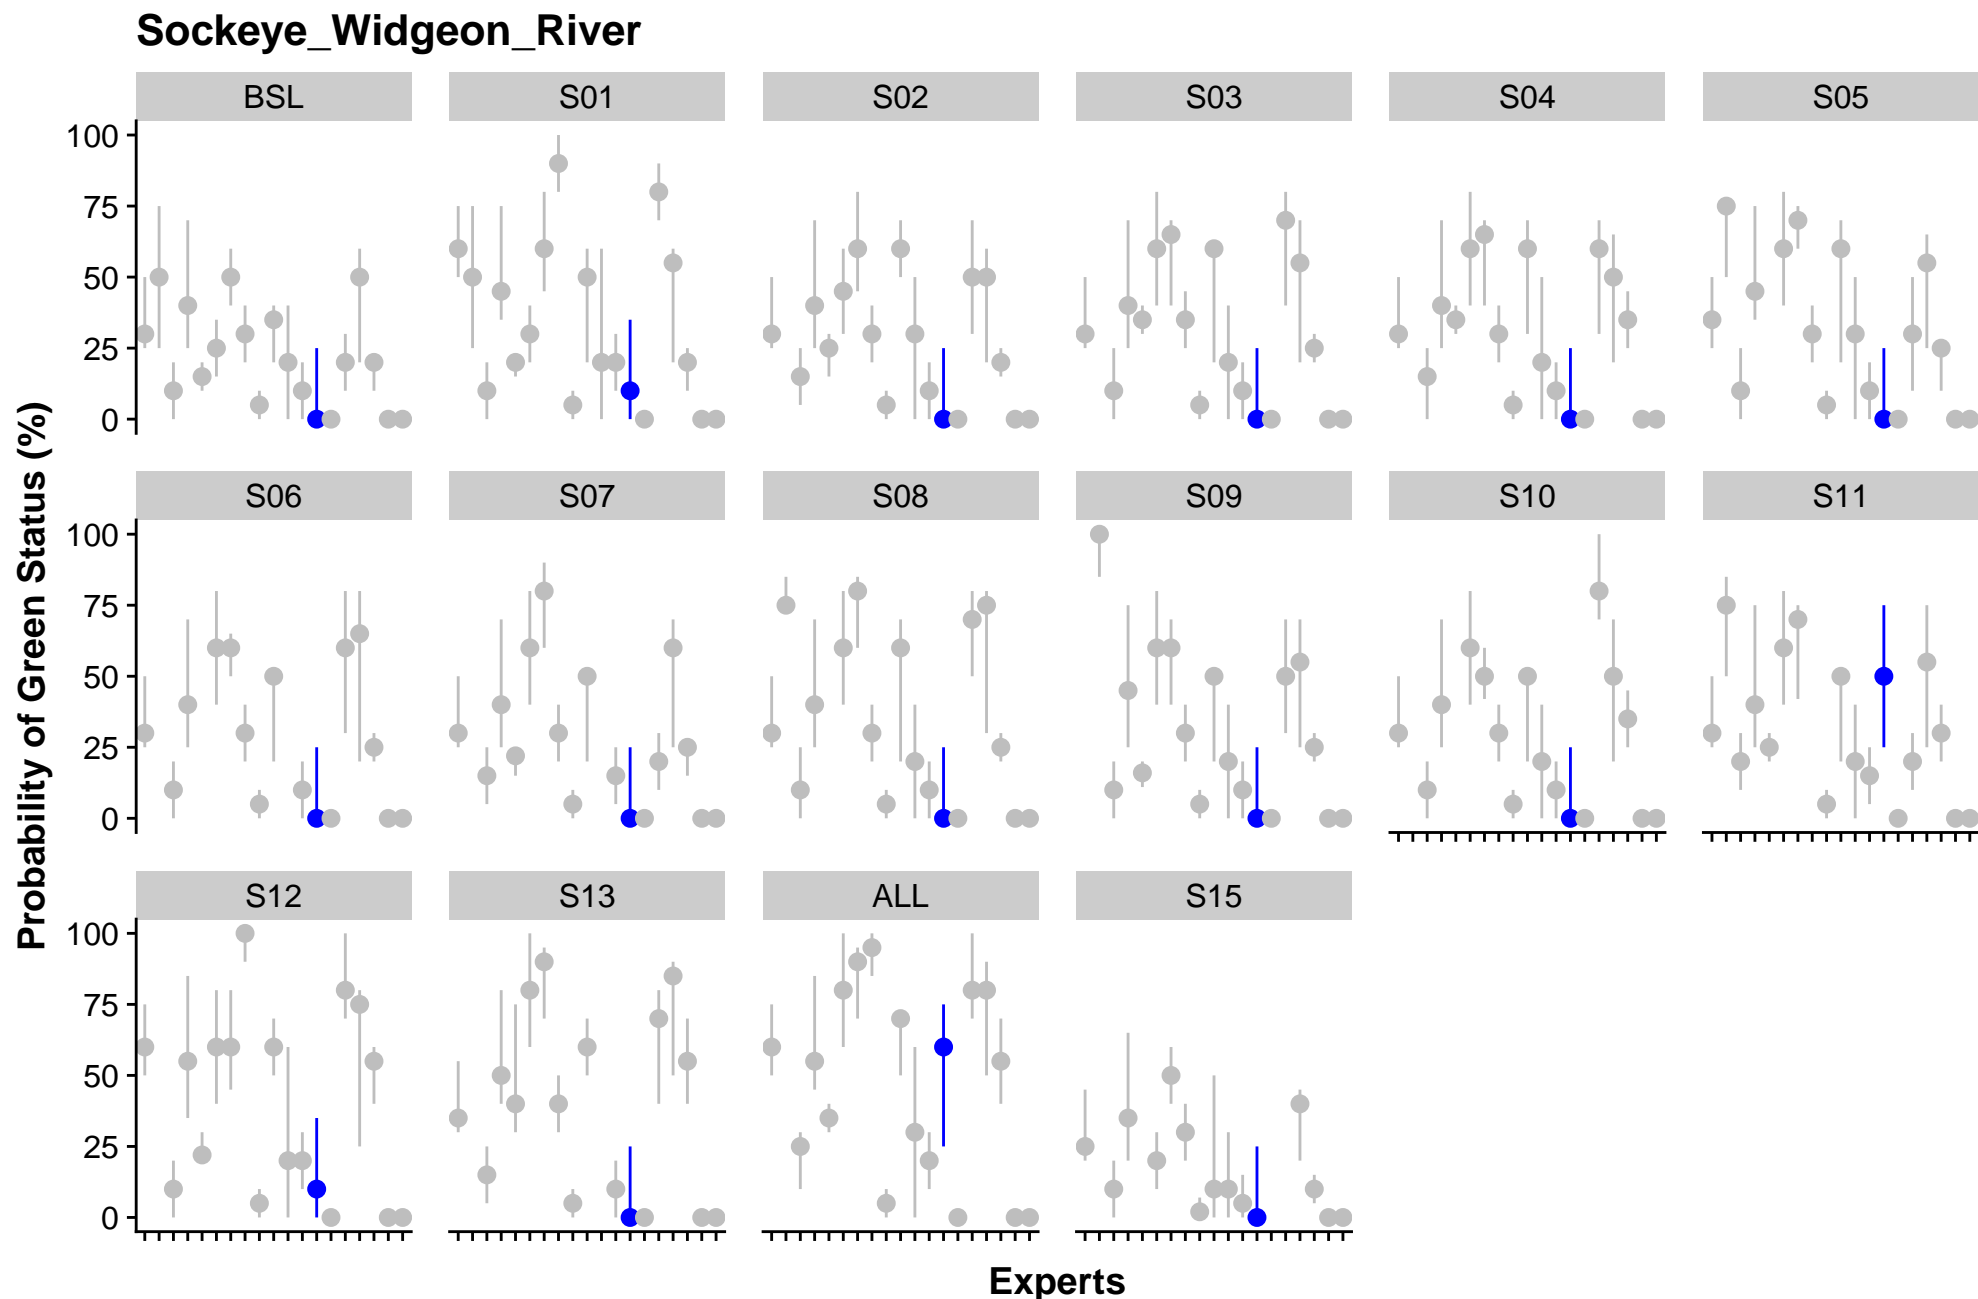 Sockeye_Widgeon_River
BSL S01 S02 S03 S04 S05
100
75
50
25
0
S06 S07 S08 S09 S10 S11
100
75
50
25
0
S12 S13 ALL S15
100
75
50
25
0
Probability of Green Status (%)
Experts